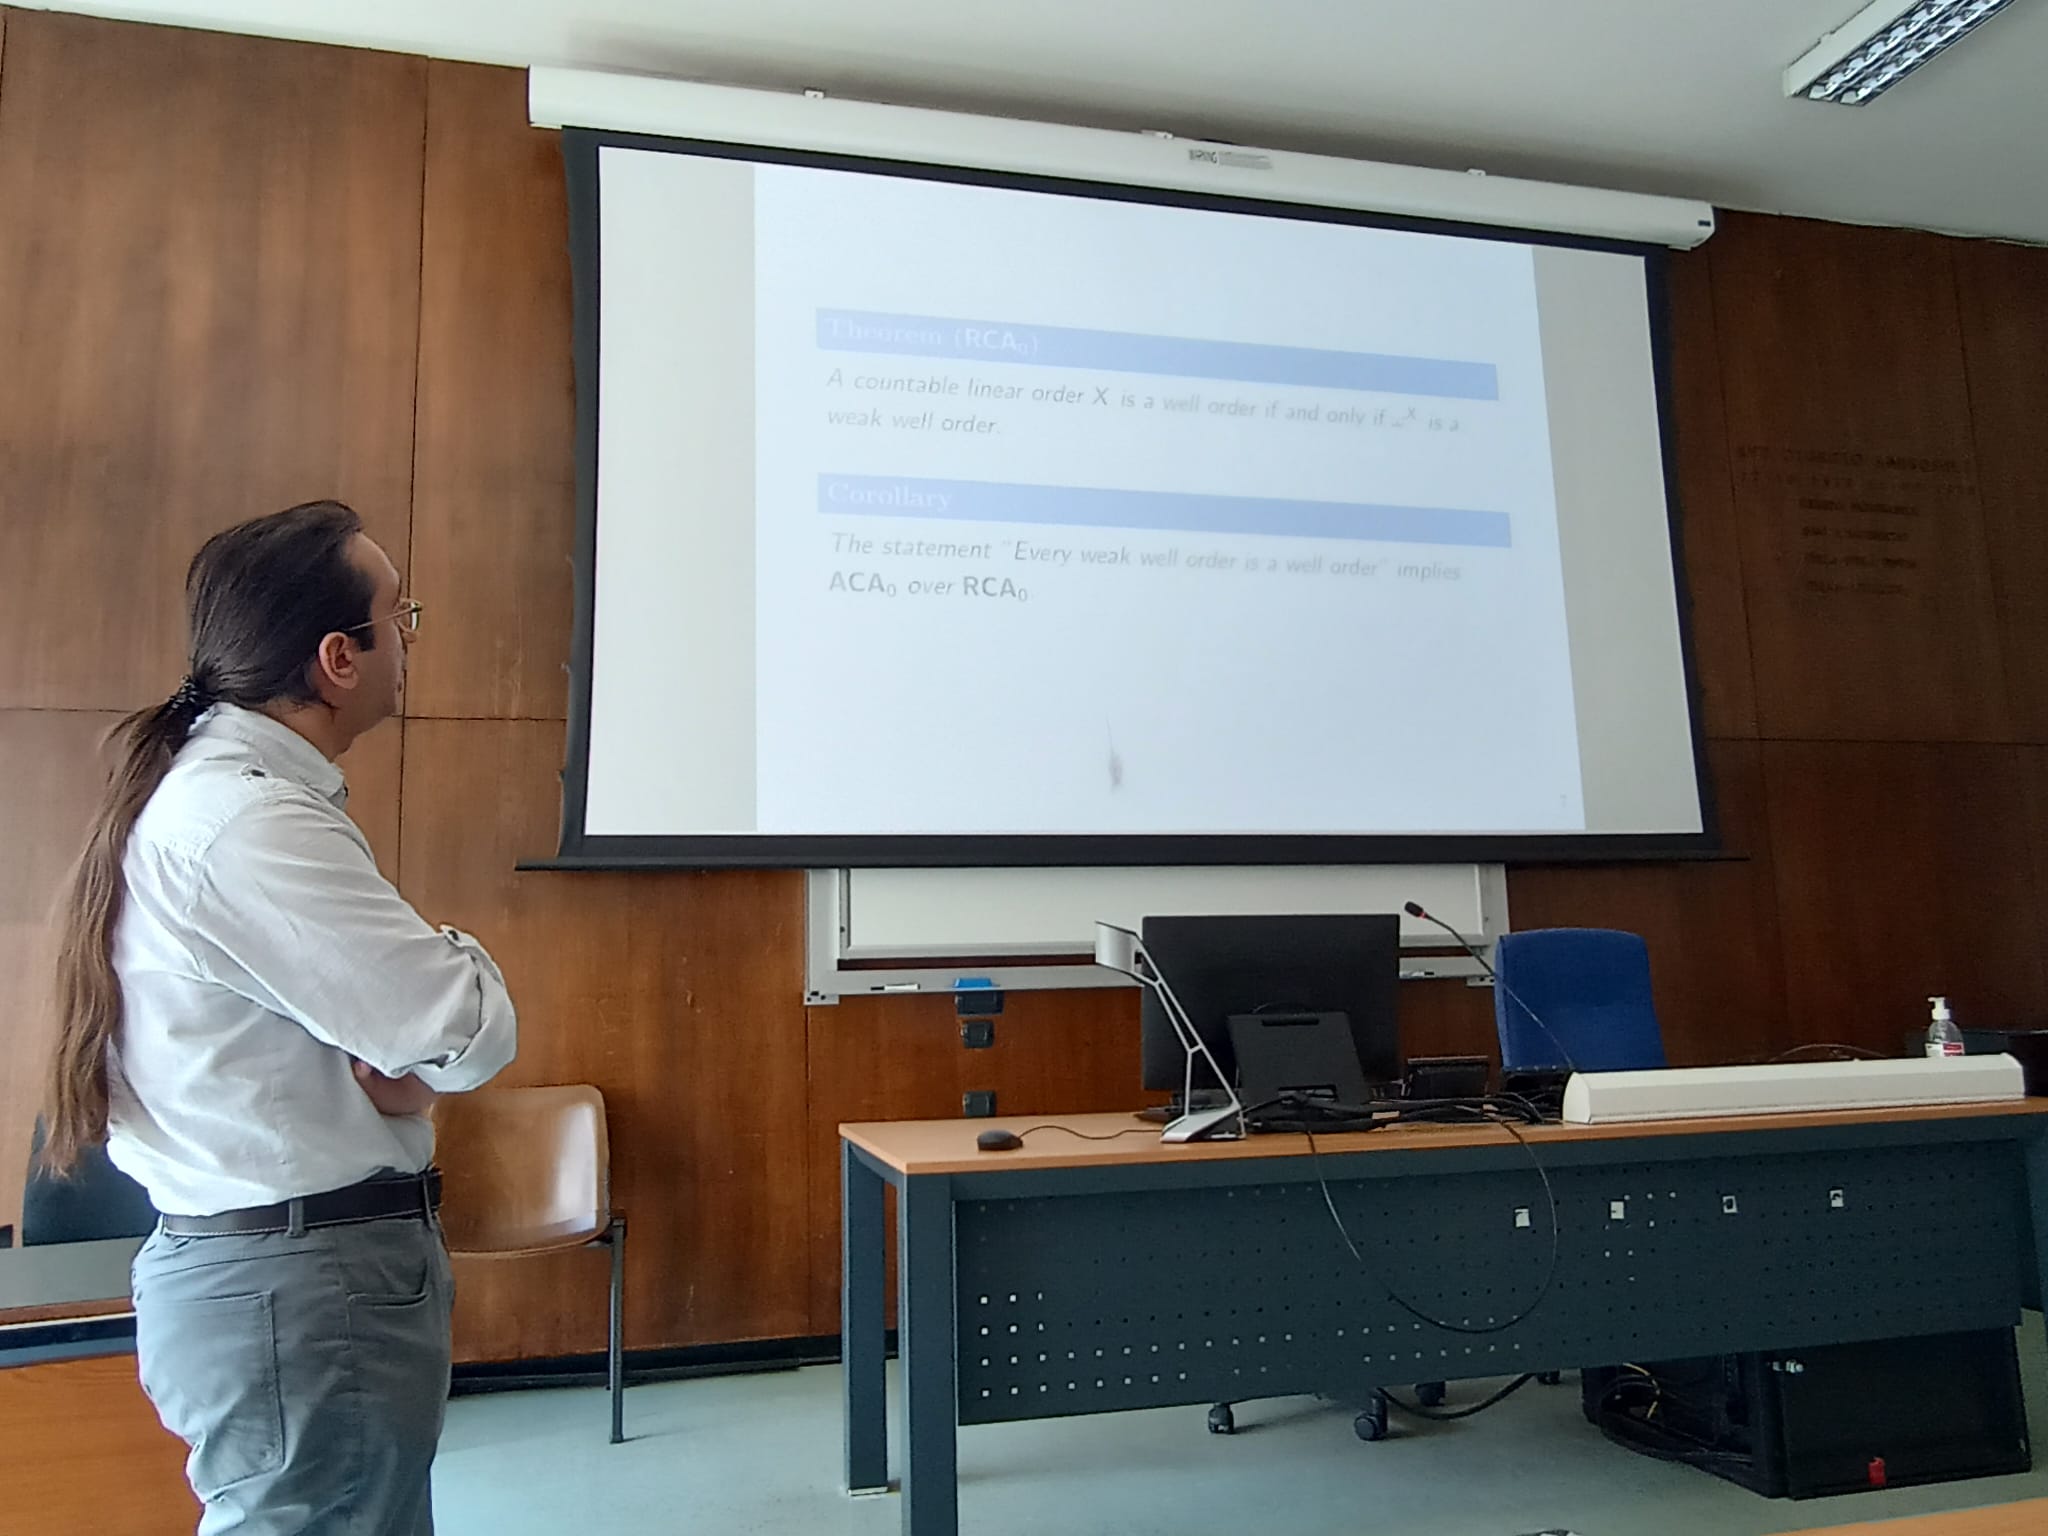 Theorem (RCA₀)
A countable linear order X is a well order if and only if ω^X is a
weak well order.
Corollary
The statement "Every weak well order is a well order" implies
ACA₀ over RCA₀.
7